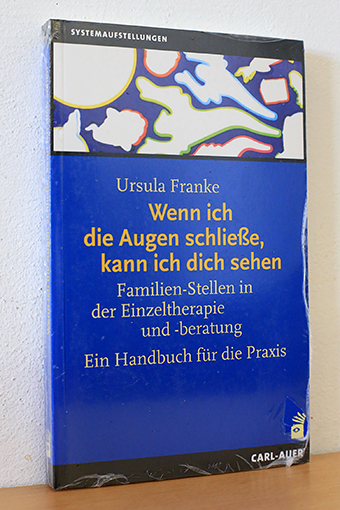 SYSTEMAUFSTELLUNGEN
Ursula Franke
Wenn ich
die Augen schließe,
kann ich dich sehen
Familien-Stellen in
der Einzeltherapie
und -beratung
Ein Handbuch für die Praxis
CARL-AUER